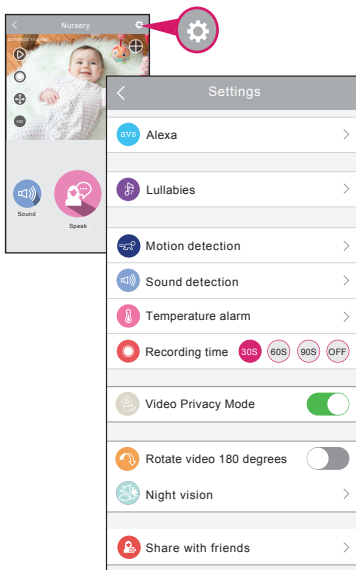 Nursery
HD
Sound
Speak
Settings
avs Alexa
Lullabies
Motion detection
Sound detection
Temperature alarm
Recording time 30S 60S 90S OFF
Video Privacy Mode
Rotate video 180 degrees
Night vision
Share with friends